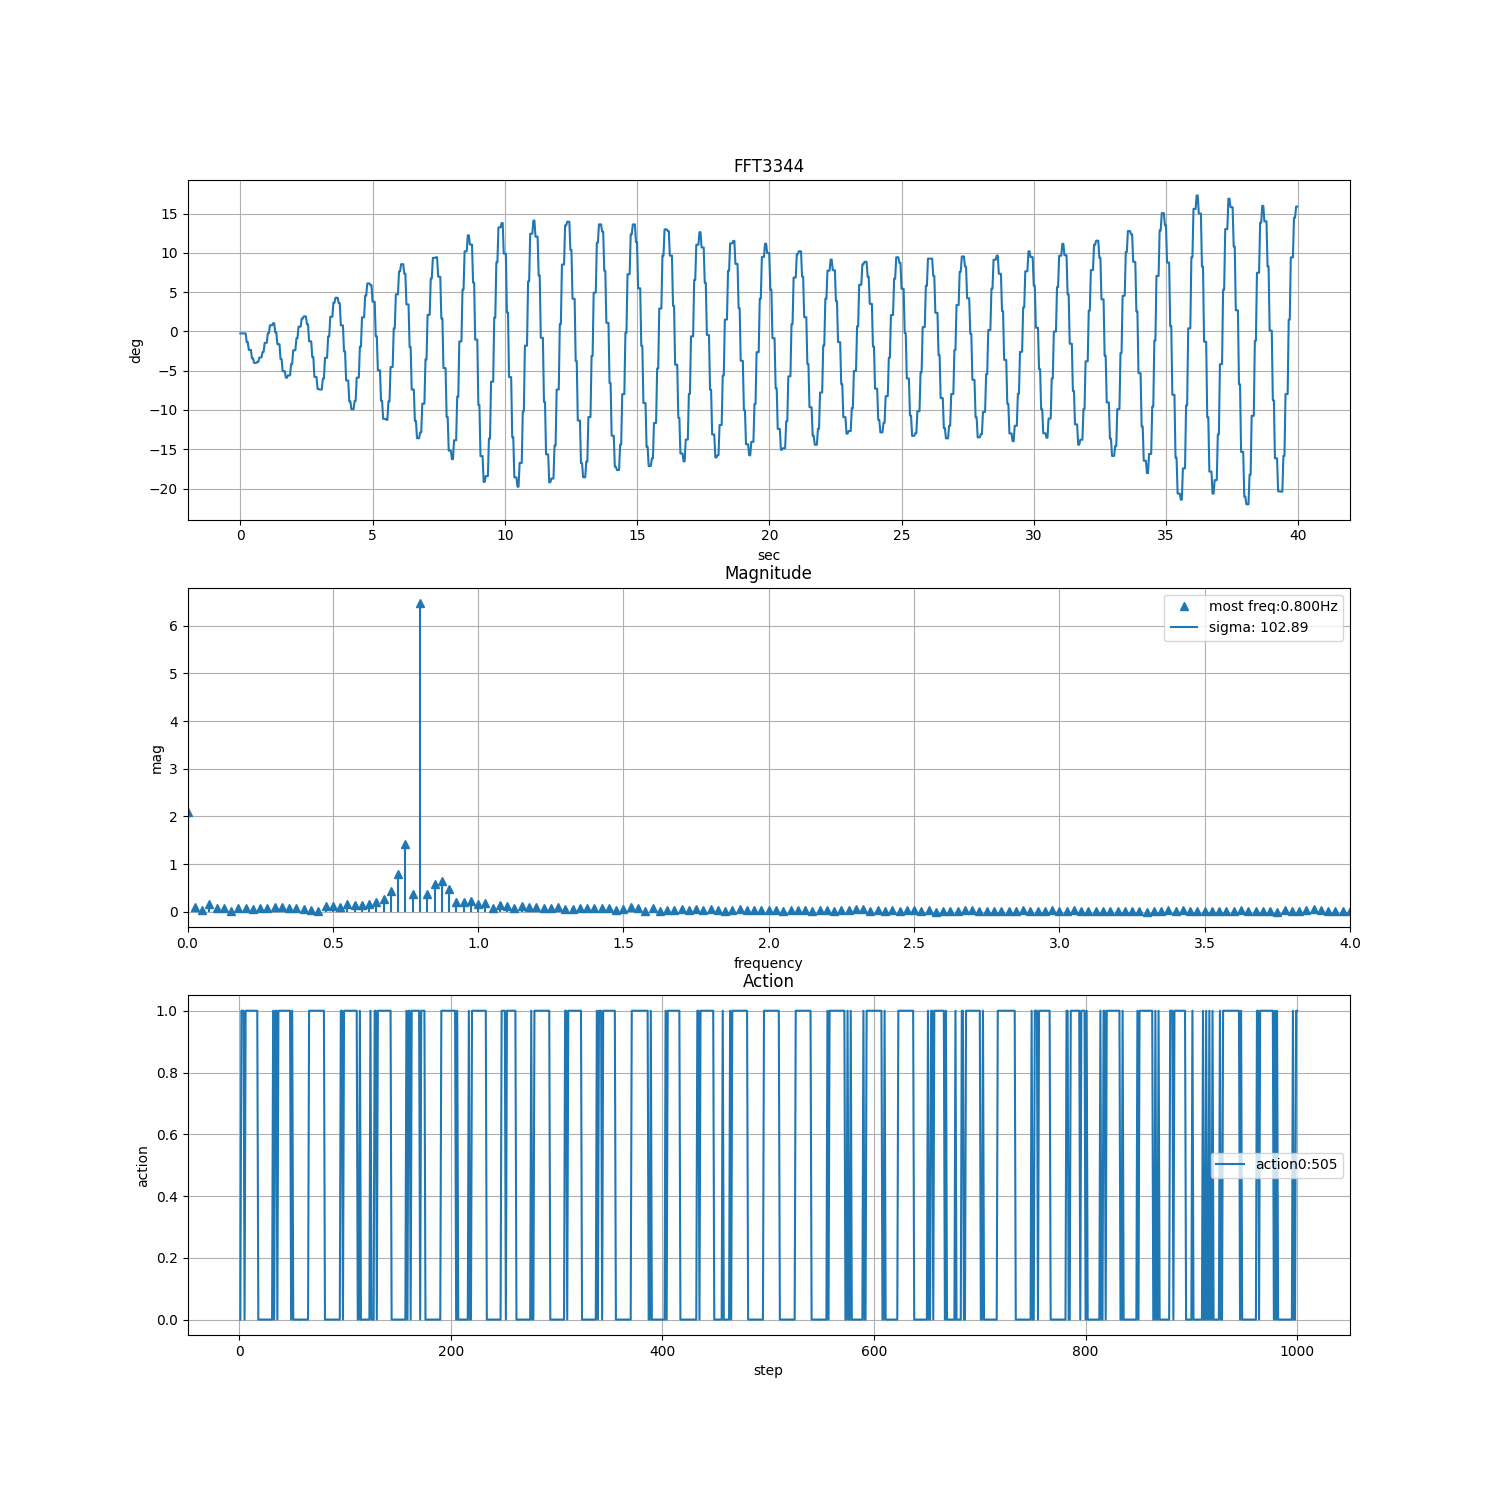 FFT3344
15
10
5
0
−5
−10
−15
−20
deg
0 5 10 15 20 25 30 35 40
sec
Magnitude
most freq:0.800Hz
sigma: 102.89
6
5
4
3
2
1
0
mag
0.0 0.5 1.0 1.5 2.0 2.5 3.0 3.5 4.0
frequency
Action
1.0
0.8
0.6
0.4
0.2
0.0
action
action0:505
0 200 400 600 800 1000
step